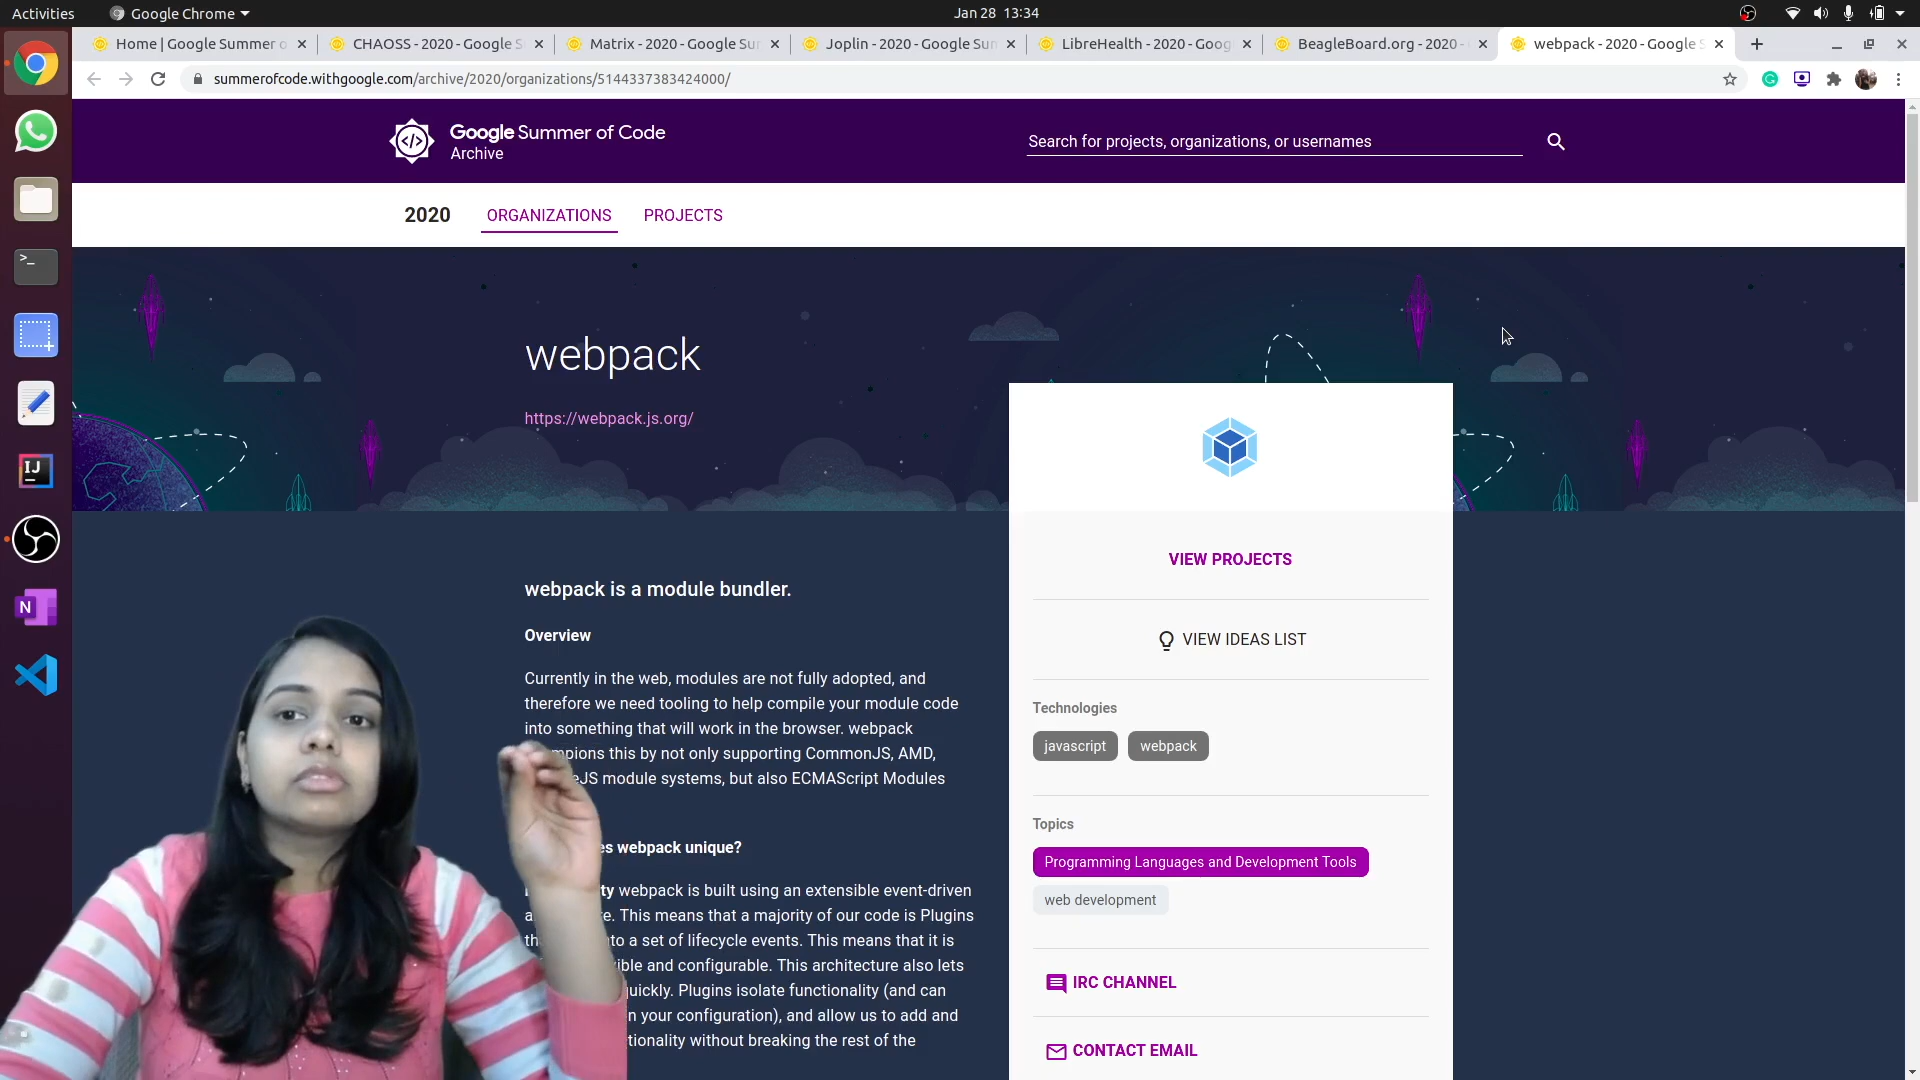 Activities
Google Chrome
Jan 28 13:34
Home | Google Summer o
CHAOSS - 2020 - Google S
Matrix - 2020 - Google Su
Joplin - 2020 - Google Sum
LibreHealth - 2020 - Goog
BeagleBoard.org - 2020 -
webpack - 2020 - Google S
summerofcode.withgoogle.com/archive/2020/organizations/5144337383424000/
Google Summer of Code
Archive
Search for projects, organizations, or usernames
2020
ORGANIZATIONS
PROJECTS
webpack
https://webpack.js.org/
webpack is a module bundler.
Overview
Currently in the web, modules are not fully adopted, and
therefore we need tooling to help compile your module code
into something that will work in the browser. webpack
mpions this by not only supporting CommonJS, AMD,
eJS module systems, but also ECMAScript Modules
es webpack unique?
ty webpack is built using an extensible event-driven
a e. This means that a majority of our code is Plugins
th to a set of lifecycle events. This means that it is
ible and configurable. This architecture also lets
uickly. Plugins isolate functionality (and can
n your configuration), and allow us to add and
tionality without breaking the rest of the
VIEW PROJECTS
VIEW IDEAS LIST
Technologies
javascript
webpack
Topics
Programming Languages and Development Tools
web development
IRC CHANNEL
CONTACT EMAIL
>_
IJ
N